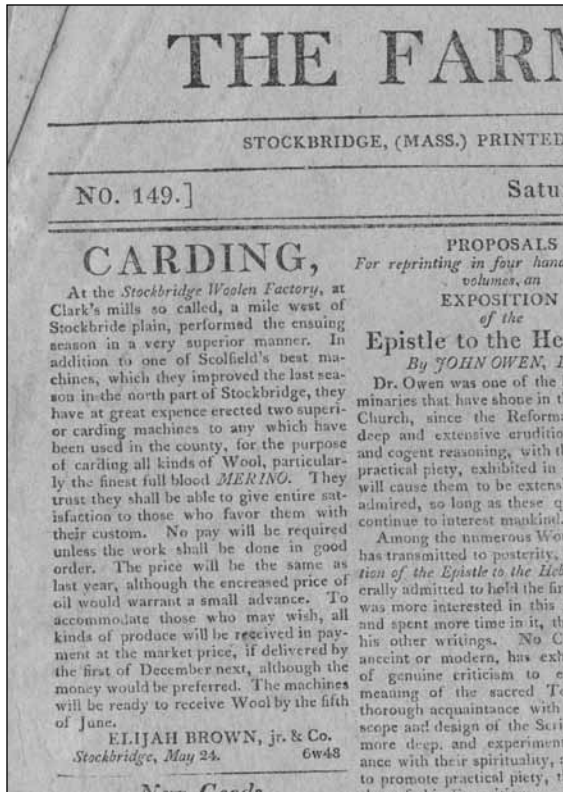 THE FARM
STOCKBRIDGE, (MASS.) PRINTED
NO. 149.]
Satu
CARDING,
At the Stockbridge Woolen Factory, at
Clark's mills so called, a mile west of
Stockbride plain, performed the ensuing
season in a very superior manner. In
addition to one of Scolfield's best ma-
chines, which they improved the last sea-
son in the north part of Stockbridge, they
have at great expence erected two superi-
or carding machines to any which have
been used in the county, for the purpose
of carding all kinds of Wool, particular-
ly the finest full blood MERINO. They
trust they shall be able to give entire sat-
isfaction to those who favor them with
their custom. No pay will be required
unless the work shall be done in good
order. The price will be the same as
last year, although the encreased price of
oil would warrant a small advance. To
accommodate those who may wish, all
kinds of produce will be received in pay-
ment at the market price, if delivered by
the first of December next, although the
money would be preferred. The machines
will be ready to receive Wool by the fifth
of June.
ELIJAH BROWN, jr. & Co.
Stockbridge, May 24. 6w48
New Goods
PROPOSALS
For reprinting in four hand
volumes, an
EXPOSITION
of the
Epistle to the He
By JOHN OWEN,
Dr. Owen was one of the
minaries that have shone in t
Church, since the Reforma
deep and extensive eruditio
and cogent reasoning, with t
practical piety, exhibited in
will cause them to be extens
admired, so long as these q
continue to interest mankind.
Among the numerous Wor
has transmitted to posterity,
tion of the Epistle to the Heb
erally admitted to hold the fir
was more interested in this
and spent more time in it, th
his other writings. No C
anceint or modern, has exh
of genuine criticism to e
meaning of the sacred Te
thorough acquaintance with
scope and design of the Scri
more deep, and experiment
ance with their spirituality, a
to promote practical piety, t